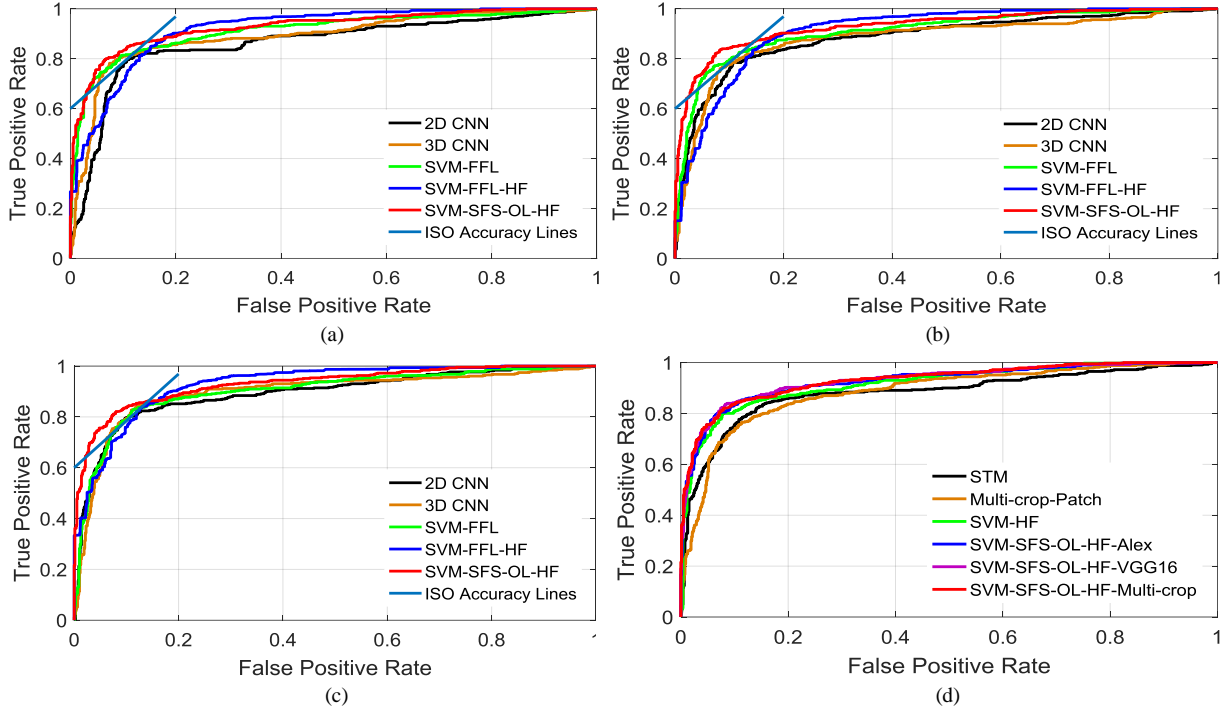 True Positive Rate
1
0.8
0.6
0.4
0.2
0
2D CNN
3D CNN
SVM-FFL
SVM-FFL-HF
SVM-SFS-OL-HF
ISO Accuracy Lines
0 0.2 0.4 0.6 0.8 1
False Positive Rate
(a)
True Positive Rate
1
0.8
0.6
0.4
0.2
0
2D CNN
3D CNN
SVM-FFL
SVM-FFL-HF
SVM-SFS-OL-HF
ISO Accuracy Lines
0 0.2 0.4 0.6 0.8 1
False Positive Rate
(b)
True Positive Rate
1
0.8
0.6
0.4
0.2
0
2D CNN
3D CNN
SVM-FFL
SVM-FFL-HF
SVM-SFS-OL-HF
ISO Accuracy Lines
0 0.2 0.4 0.6 0.8
False Positive Rate
(c)
True Positive Rate
1
0.8
0.6
0.4
0.2
0
STM
Multi-crop-Patch
SVM-HF
SVM-SFS-OL-HF-Alex
SVM-SFS-OL-HF-VGG16
SVM-SFS-OL-HF-Multi-crop
0 0.2 0.4 0.6 0.8 1
False Positive Rate
(d)